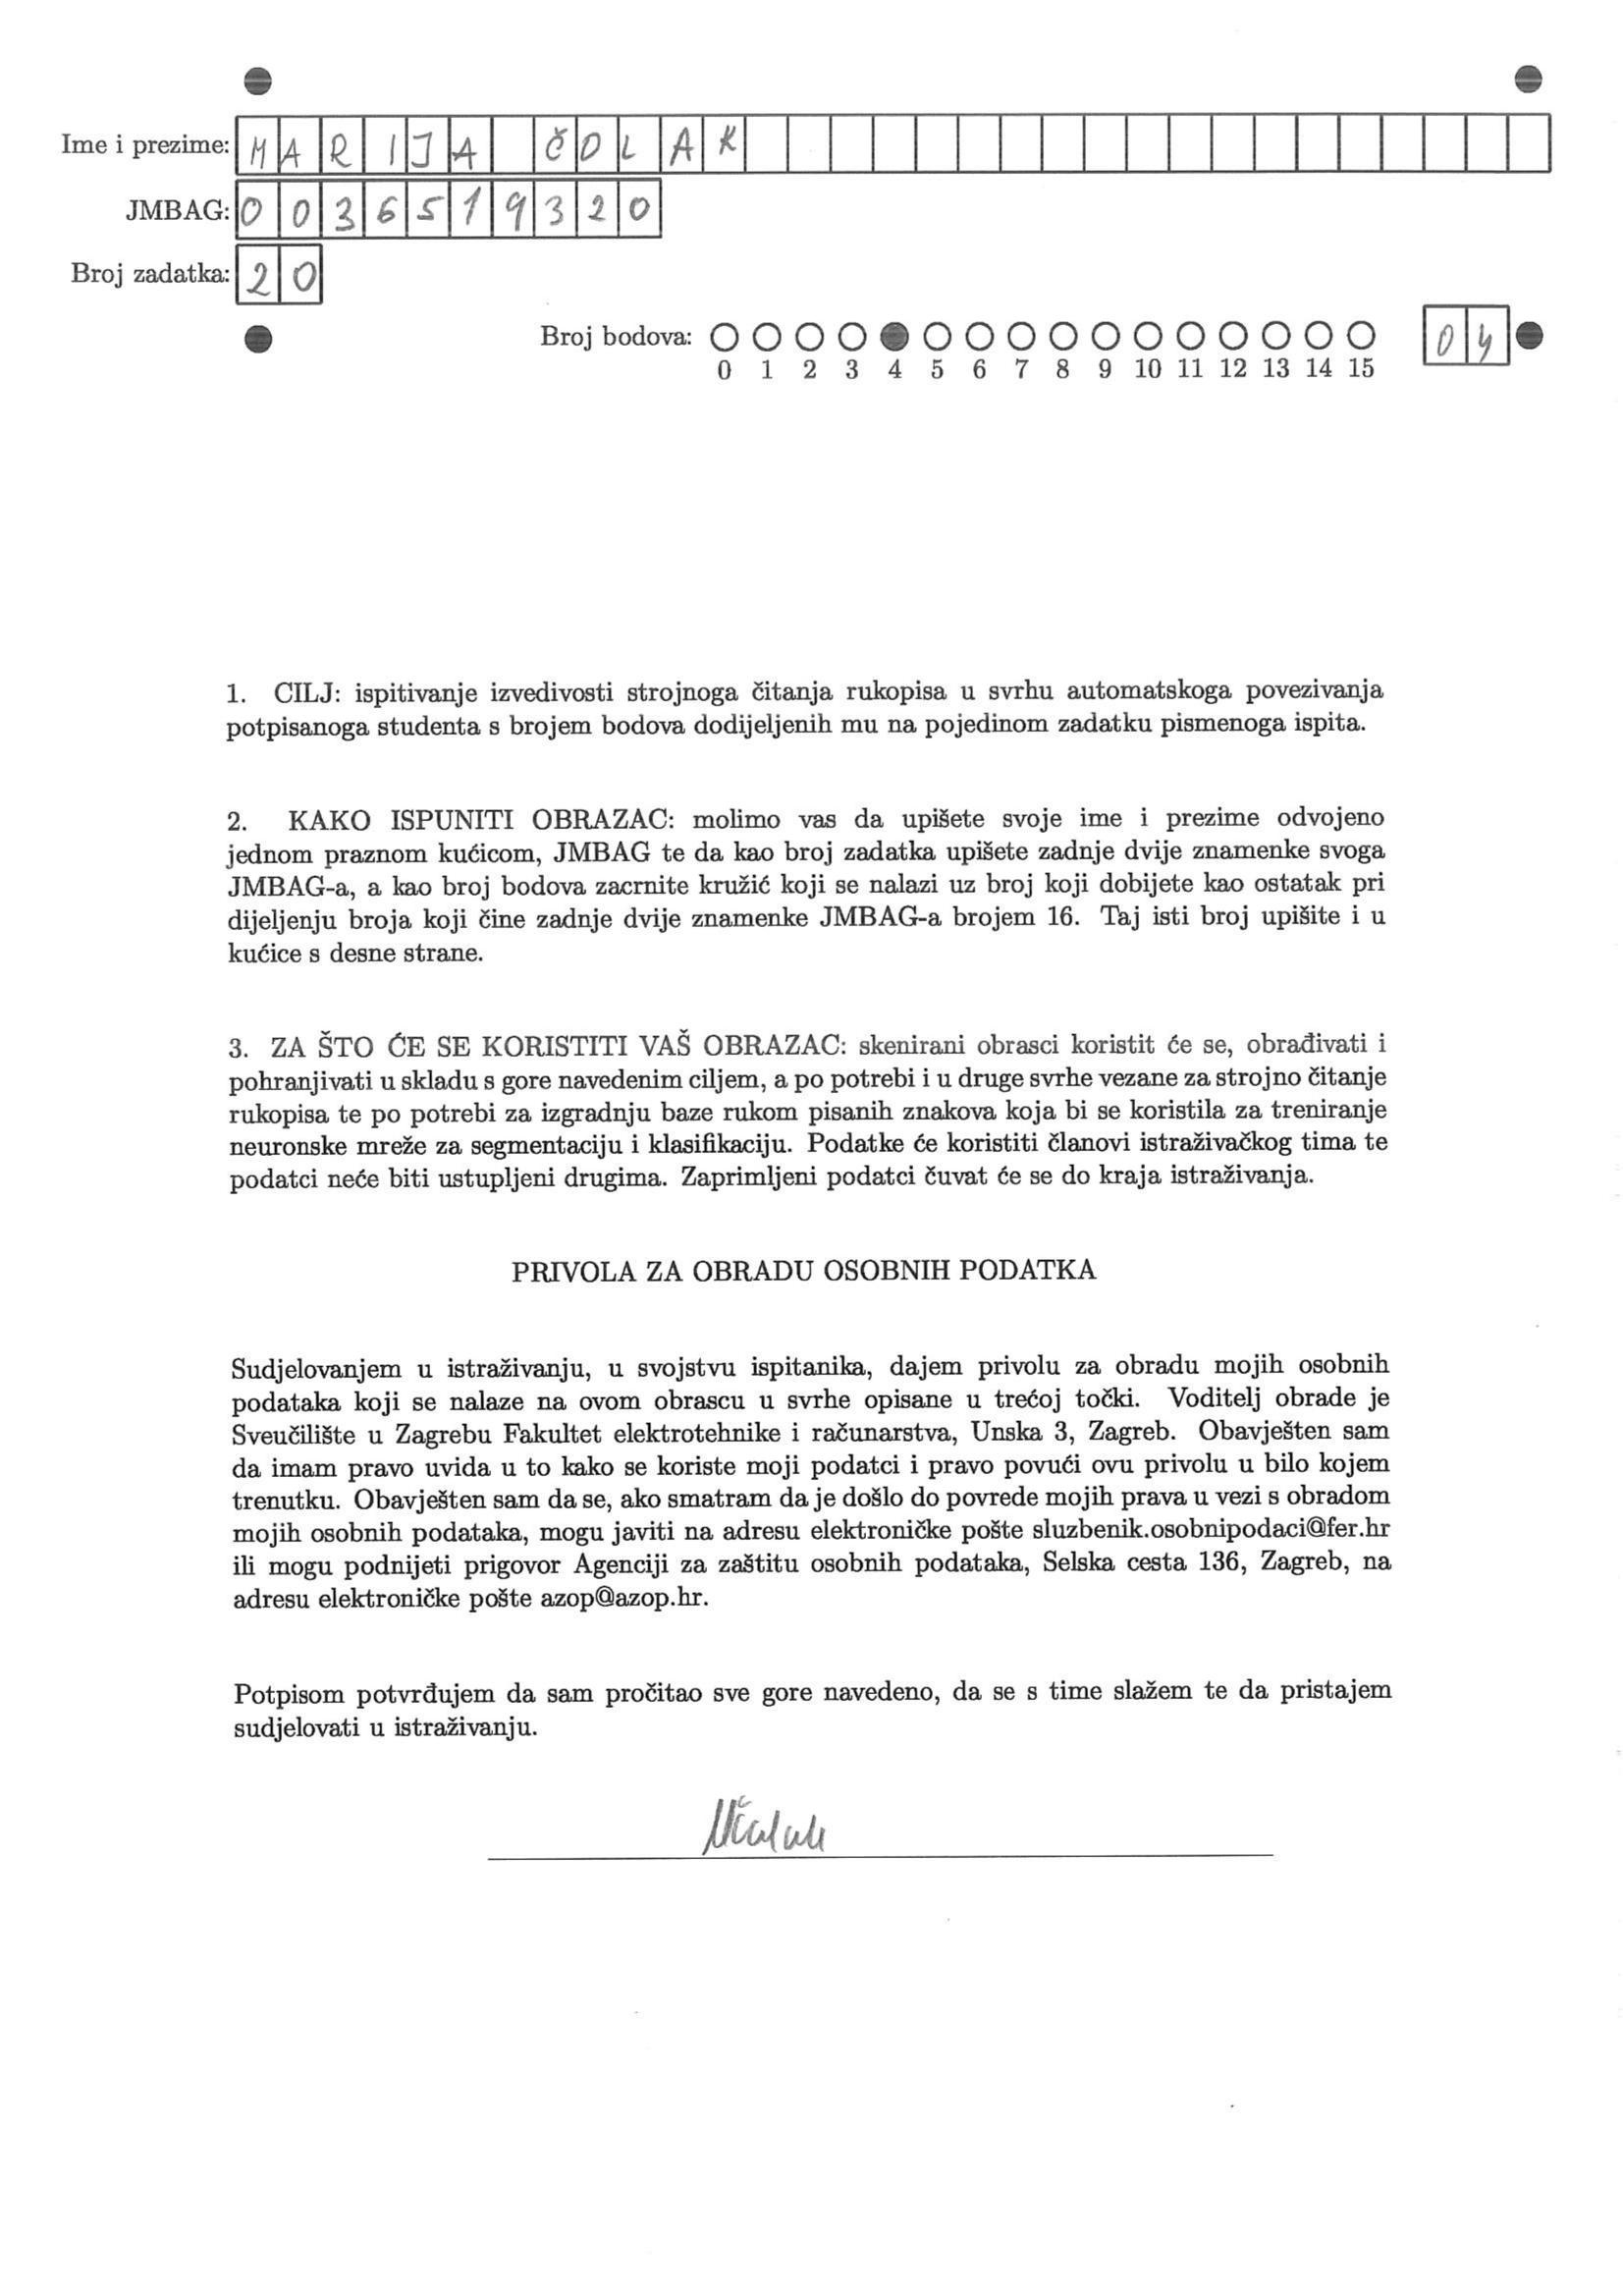 Ime i prezime: MARIJA ČOLAK
JMBAG: 0036519320
Broj zadatka: 20
Broj bodova: 04
0 1 2 3 4 5 6 7 8 9 10 11 12 13 14 15
1. CILJ: ispitivanje izvedivosti strojnoga čitanja rukopisa u svrhu automatskoga povezivanja
potpisanoga studenta s brojem bodova dodijeljenih mu na pojedinom zadatku pismenoga ispita.
2. KAKO ISPUNITI OBRAZAC: molimo vas da upišete svoje ime i prezime odvojeno
jednom praznom kućicom, JMBAG te da kao broj zadatka upišete zadnje dvije znamenke svoga
JMBAG-a, a kao broj bodova zacrnite kružić koji se nalazi uz broj koji dobijete kao ostatak pri
dijeljenju broja koji čine zadnje dvije znamenke JMBAG-a brojem 16. Taj isti broj upišite i u
kućice s desne strane.
3. ZA ŠTO ĆE SE KORISTITI VAŠ OBRAZAC: skenirani obrasci koristit će se, obrađivati i
pohranjivati u skladu s gore navedenim ciljem, a po potrebi i u druge svrhe vezane za strojno čitanje
rukopisa te po potrebi za izgradnju baze rukom pisanih znakova koja bi se koristila za treniranje
neuronske mreže za segmentaciju i klasifikaciju. Podatke će koristiti članovi istraživačkog tima te
podatci neće biti ustupljeni drugima. Zaprimljeni podatci čuvat će se do kraja istraživanja.
PRIVOLA ZA OBRADU OSOBNIH PODATKA
Sudjelovanjem u istraživanju, u svojstvu ispitanika, dajem privolu za obradu mojih osobnih
podataka koji se nalaze na ovom obrascu u svrhe opisane u trećoj točki. Voditelj obrade je
Sveučilište u Zagrebu Fakultet elektrotehnike i računarstva, Unska 3, Zagreb. Obavješten sam
da imam pravo uvida u to kako se koriste moji podatci i pravo povući ovu privolu u bilo kojem
trenutku. Obavješten sam da se, ako smatram da je došlo do povrede mojih prava u vezi s obradom
mojih osobnih podataka, mogu javiti na adresu elektroničke pošte sluzbenik.osobnipodaci@fer.hr
ili mogu podnijeti prigovor Agenciji za zaštitu osobnih podataka, Selska cesta 136, Zagreb, na
adresu elektroničke pošte azop@azop.hr.
Potpisom potvrđujem da sam pročitao sve gore navedeno, da se s time slažem te da pristajem
sudjelovati u istraživanju.
MČolak